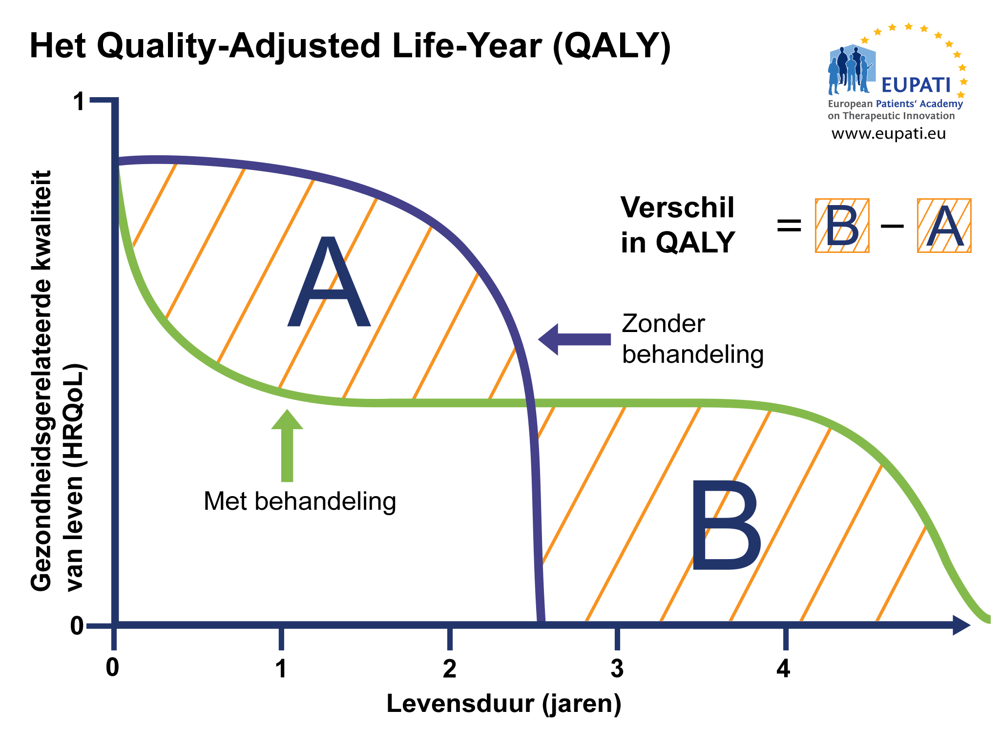 Het Quality-Adjusted Life-Year (QALY)
EUPATI
European Patients‘ Academy
on Therapeutic Innovation
www.eupati.eu
1
Gezondheidsgerelateerde kwaliteit
van leven (HRQoL)
Verschil
in QALY
= B – A
A
Zonder
behandeling
Met behandeling
B
0
0 1 2 3 4
Levensduur (jaren)